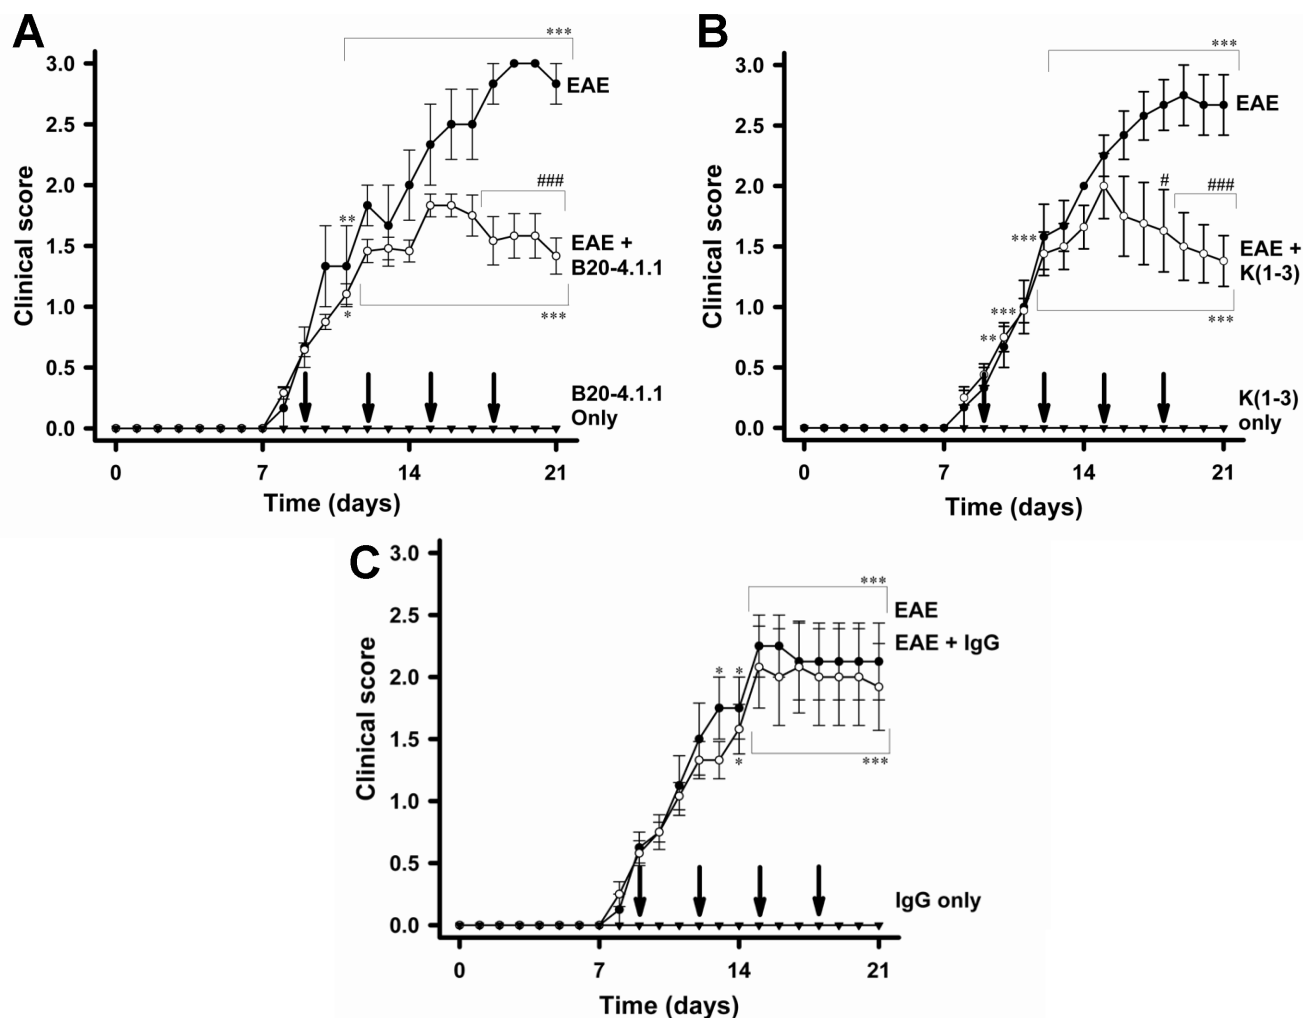 A
Clinical score
3.0
2.5
2.0
1.5
1.0
0.5
0.0
***
EAE
**
###
EAE +
B20-4.1.1
*
***
B20-4.1.1
Only
0 7 14 21
Time (days)
B
Clinical score
3.0
2.5
2.0
1.5
1.0
0.5
0.0
***
EAE
# ###
***
EAE +
K(1-3)
***
***
**
K(1-3)
only
0 7 14 21
Time (days)
C
Clinical score
3.0
2.5
2.0
1.5
1.0
0.5
0.0
***
EAE
EAE + IgG
* *
* ***
IgG only
0 7 14 21
Time (days)